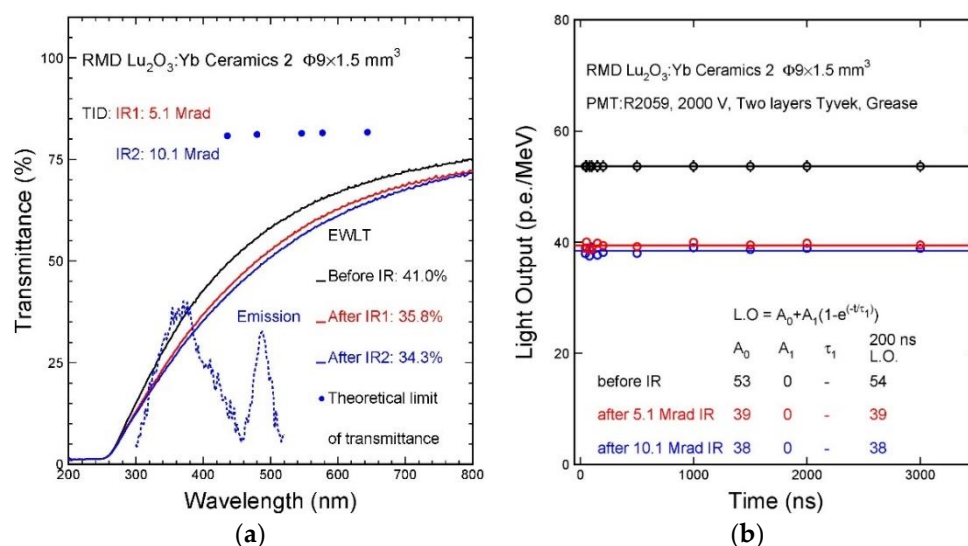 RMD Lu₂O₃:Yb Ceramics 2 Φ9×1.5 mm³
TID: IR1: 5.1 Mrad
IR2: 10.1 Mrad
EWLT
Before IR: 41.0%
Emission
After IR1: 35.8%
After IR2: 34.3%
Theoretical limit
of transmittance
Transmittance (%)
100
75
50
25
0
200 300 400 500 600 700 800
Wavelength (nm)
(a)
RMD Lu₂O₃:Yb Ceramics 2 Φ9×1.5 mm³
PMT:R2059, 2000 V, Two layers Tyvek, Grease
L.O = A₀+A₁(1-e^(-t/τ₁))
A₀ A₁ τ₁ 200 ns
L.O.
before IR 53 0 - 54
after 5.1 Mrad IR 39 0 - 39
after 10.1 Mrad IR 38 0 - 38
Light Output (p.e./MeV)
80
60
40
20
0
0 1000 2000 3000
Time (ns)
(b)